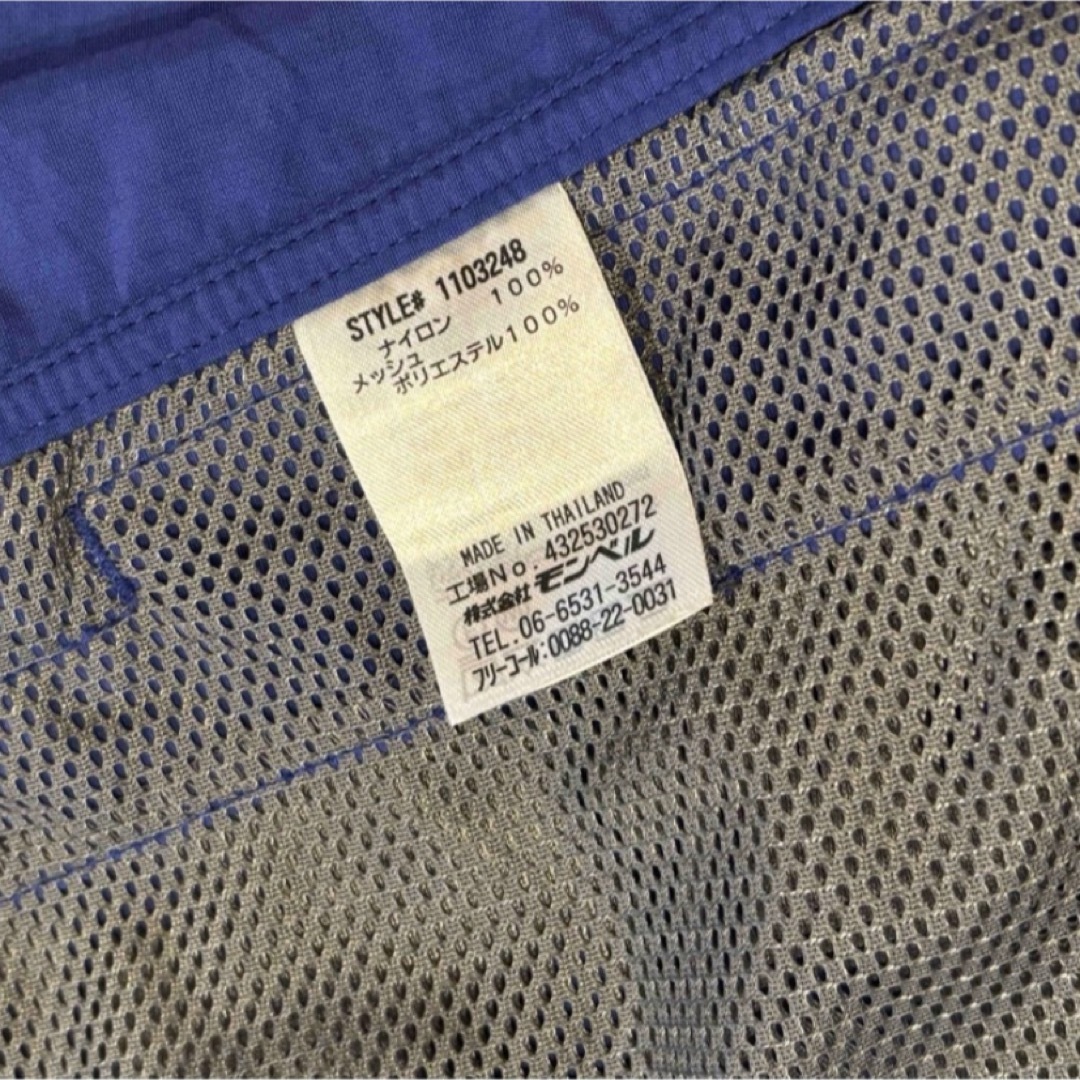 STYLE# 1103248
ナイロン 100%
メッシュ
ポリエステル100%
MADE IN THAILAND
工場No.432530272
株式会社 モンベル
TEL.06-6531-3544
フリーコール:0088-22-0031